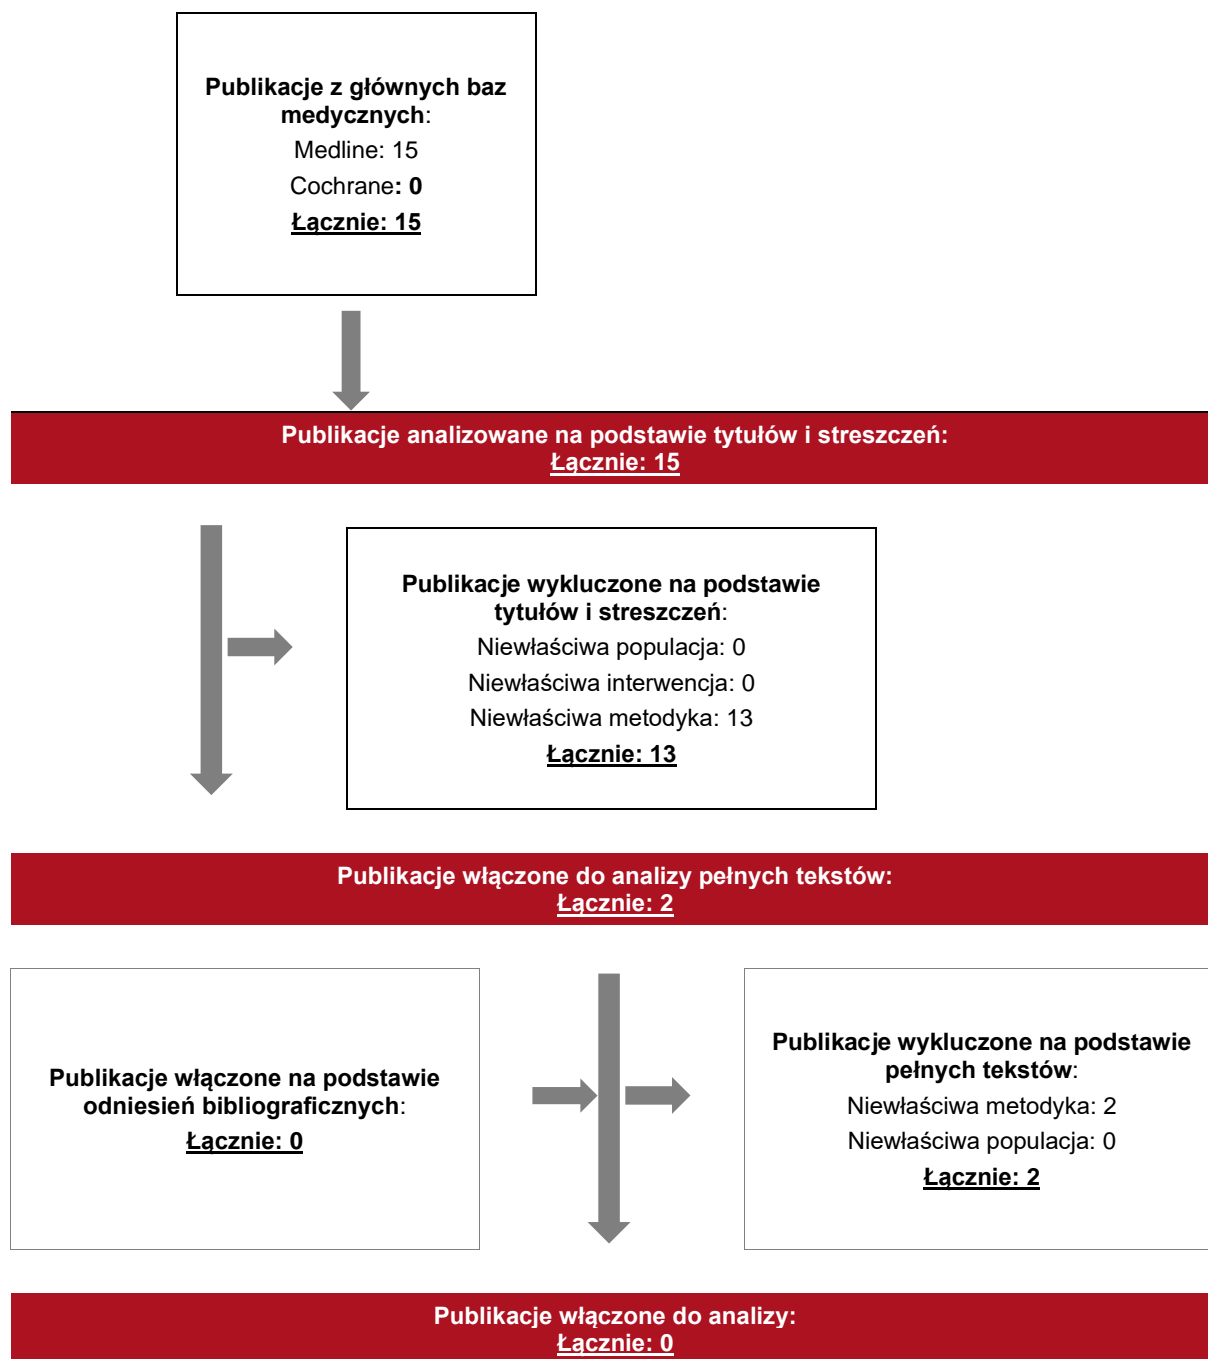 Publikacje z głównych baz
medycznych:
Medline: 15
Cochrane: 0
Łącznie: 15
Publikacje analizowane na podstawie tytułów i streszczeń:
Łącznie: 15
Publikacje wykluczone na podstawie
tytułów i streszczeń:
Niewłaściwa populacja: 0
Niewłaściwa interwencja: 0
Niewłaściwa metodyka: 13
Łącznie: 13
Publikacje włączone do analizy pełnych tekstów:
Łącznie: 2
Publikacje włączone na podstawie
odniesień bibliograficznych:
Łącznie: 0
Publikacje wykluczone na podstawie
pełnych tekstów:
Niewłaściwa metodyka: 2
Niewłaściwa populacja: 0
Łącznie: 2
Publikacje włączone do analizy:
Łącznie: 0